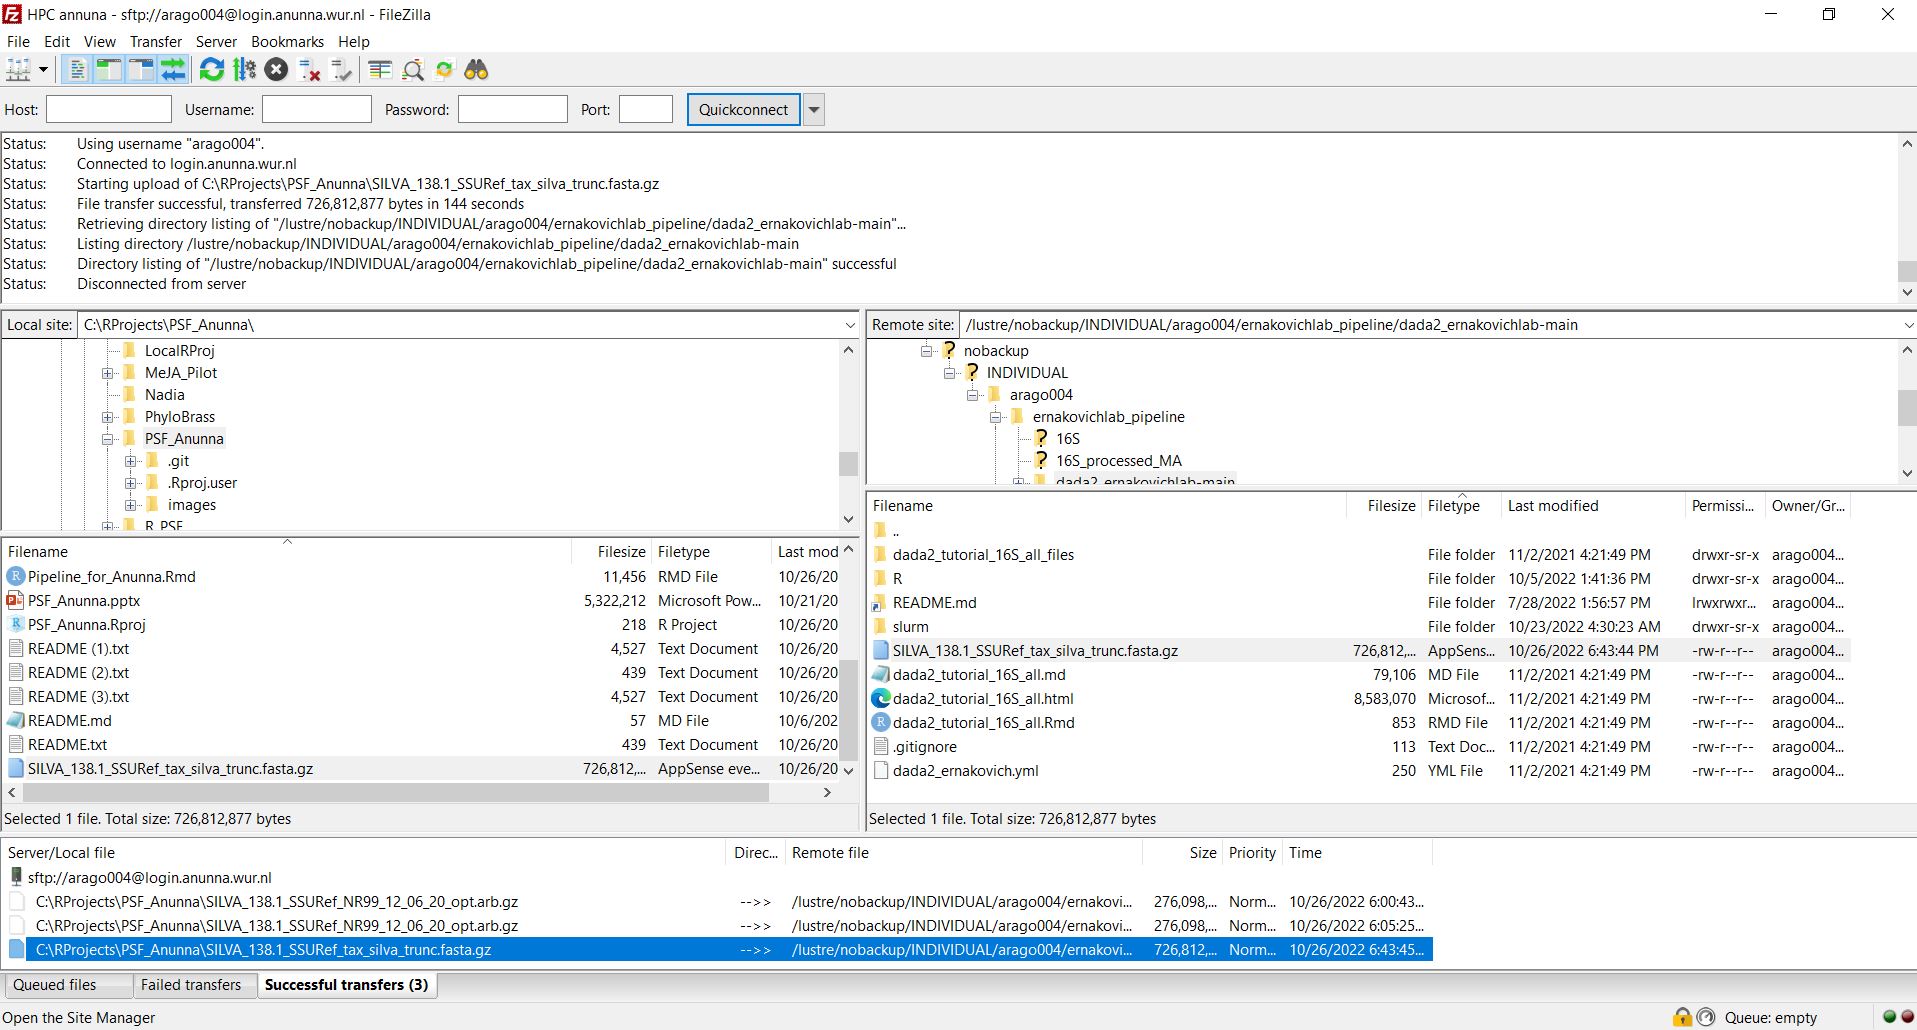 HPC annuna - sftp://arago004@login.anunna.wur.nl - FileZilla
File Edit View Transfer Server Bookmarks Help
Host: Username: Password: Port: Quickconnect
Status: Using username "arago004".
Status: Connected to login.anunna.wur.nl
Status: Starting upload of C:\RProjects\PSF_Anunna\SILVA_138.1_SSURef_tax_silva_trunc.fasta.gz
Status: File transfer successful, transferred 726,812,877 bytes in 144 seconds
Status: Retrieving directory listing of "/lustre/nobackup/INDIVIDUAL/arago004/ernakovichlab_pipeline/dada2_ernakovichlab-main"...
Status: Listing directory /lustre/nobackup/INDIVIDUAL/arago004/ernakovichlab_pipeline/dada2_ernakovichlab-main
Status: Directory listing of "/lustre/nobackup/INDIVIDUAL/arago004/ernakovichlab_pipeline/dada2_ernakovichlab-main" successful
Status: Disconnected from server
Local site: C:\RProjects\PSF_Anunna\
LocalRProj
MeJA_Pilot
Nadia
PhyloBrass
PSF_Anunna
.git
.Rproj.user
images
R_PSF
Filename Filesize Filetype Last mod
Pipeline_for_Anunna.Rmd 11,456 RMD File 10/26/20
PSF_Anunna.pptx 5,322,212 Microsoft Pow... 10/21/20
PSF_Anunna.Rproj 218 R Project 10/26/20
README (1).txt 4,527 Text Document 10/26/20
README (2).txt 439 Text Document 10/26/20
README (3).txt 4,527 Text Document 10/26/20
README.md 57 MD File 10/6/202
README.txt 439 Text Document 10/26/20
SILVA_138.1_SSURef_tax_silva_trunc.fasta.gz 726,812,... AppSense eve... 10/26/20
Selected 1 file. Total size: 726,812,877 bytes
Remote site: /lustre/nobackup/INDIVIDUAL/arago004/ernakovichlab_pipeline/dada2_ernakovichlab-main
nobackup
INDIVIDUAL
arago004
ernakovichlab_pipeline
16S
16S_processed_MA
dada2_ernakovichlab-main
Filename Filesize Filetype Last modified Permissi... Owner/Gr...
..
dada2_tutorial_16S_all_files File folder 11/2/2021 4:21:49 PM drwxr-sr-x arago004...
R File folder 10/5/2022 1:41:36 PM drwxr-sr-x arago004...
README.md File folder 7/28/2022 1:56:57 PM lrwxrwxr... arago004...
slurm File folder 10/23/2022 4:30:23 AM drwxr-sr-x arago004...
SILVA_138.1_SSURef_tax_silva_trunc.fasta.gz 726,812,... AppSens... 10/26/2022 6:43:44 PM -rw-r--r-- arago004...
dada2_tutorial_16S_all.md 79,106 MD File 11/2/2021 4:21:49 PM -rw-r--r-- arago004...
dada2_tutorial_16S_all.html 8,583,070 Microsof... 11/2/2021 4:21:49 PM -rw-r--r-- arago004...
dada2_tutorial_16S_all.Rmd 853 RMD File 11/2/2021 4:21:49 PM -rw-r--r-- arago004...
.gitignore 113 Text Doc... 11/2/2021 4:21:49 PM -rw-r--r-- arago004...
dada2_ernakovich.yml 250 YML File 11/2/2021 4:21:49 PM -rw-r--r-- arago004...
Selected 1 file. Total size: 726,812,877 bytes
Server/Local file Direc... Remote file Size Priority Time
sftp://arago004@login.anunna.wur.nl
C:\RProjects\PSF_Anunna\SILVA_138.1_SSURef_NR99_12_06_20_opt.arb.gz -->> /lustre/nobackup/INDIVIDUAL/arago004/ernakovi... 276,098,... Norm... 10/26/2022 6:00:43...
C:\RProjects\PSF_Anunna\SILVA_138.1_SSURef_NR99_12_06_20_opt.arb.gz -->> /lustre/nobackup/INDIVIDUAL/arago004/ernakovi... 276,098,... Norm... 10/26/2022 6:05:25...
C:\RProjects\PSF_Anunna\SILVA_138.1_SSURef_tax_silva_trunc.fasta.gz -->> /lustre/nobackup/INDIVIDUAL/arago004/ernakovi... 726,812,... Norm... 10/26/2022 6:43:45...
Queued files Failed transfers Successful transfers (3)
Open the Site Manager Queue: empty